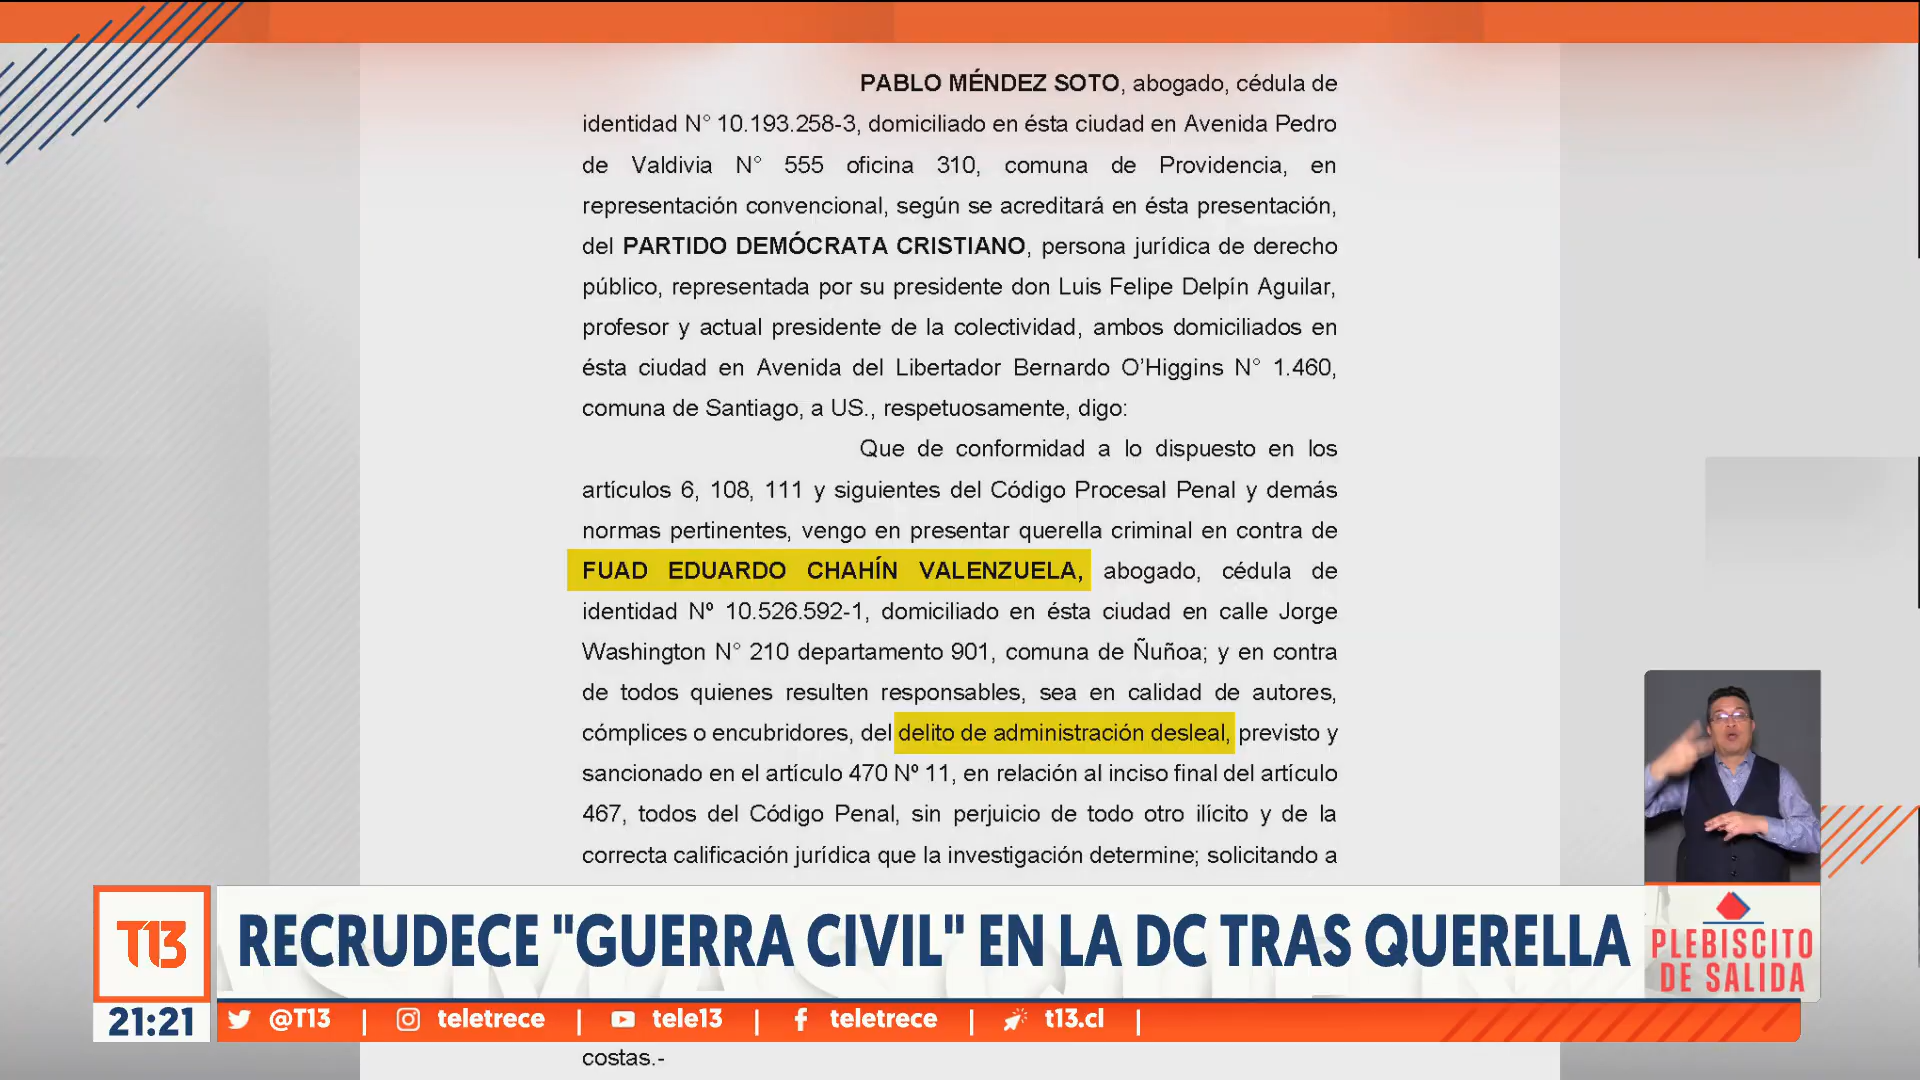 PABLO MÉNDEZ SOTO, abogado, cédula de
identidad N° 10.193.258-3, domiciliado en ésta ciudad en Avenida Pedro
de Valdivia N° 555 oficina 310, comuna de Providencia, en
representación convencional, según se acreditará en ésta presentación,
del PARTIDO DEMÓCRATA CRISTIANO, persona jurídica de derecho
público, representada por su presidente don Luis Felipe Delpín Aguilar,
profesor y actual presidente de la colectividad, ambos domiciliados en
ésta ciudad en Avenida del Libertador Bernardo O’Higgins N° 1.460,
comuna de Santiago, a US., respetuosamente, digo:
Que de conformidad a lo dispuesto en los
artículos 6, 108, 111 y siguientes del Código Procesal Penal y demás
normas pertinentes, vengo en presentar querella criminal en contra de
FUAD EDUARDO CHAHÍN VALENZUELA, abogado, cédula de
identidad Nº 10.526.592-1, domiciliado en ésta ciudad en calle Jorge
Washington N° 210 departamento 901, comuna de Ñuñoa; y en contra
de todos quienes resulten responsables, sea en calidad de autores,
cómplices o encubridores, del delito de administración desleal, previsto y
sancionado en el artículo 470 Nº 11, en relación al inciso final del artículo
467, todos del Código Penal, sin perjuicio de todo otro ilícito y de la
correcta calificación jurídica que la investigación determine; solicitando a
T13
RECRUDECE "GUERRA CIVIL" EN LA DC TRAS QUERELLA
PLEBISCITO
DE SALIDA
21:21
@T13 | teletrece | tele13 | teletrece | t13.cl |
costas.-